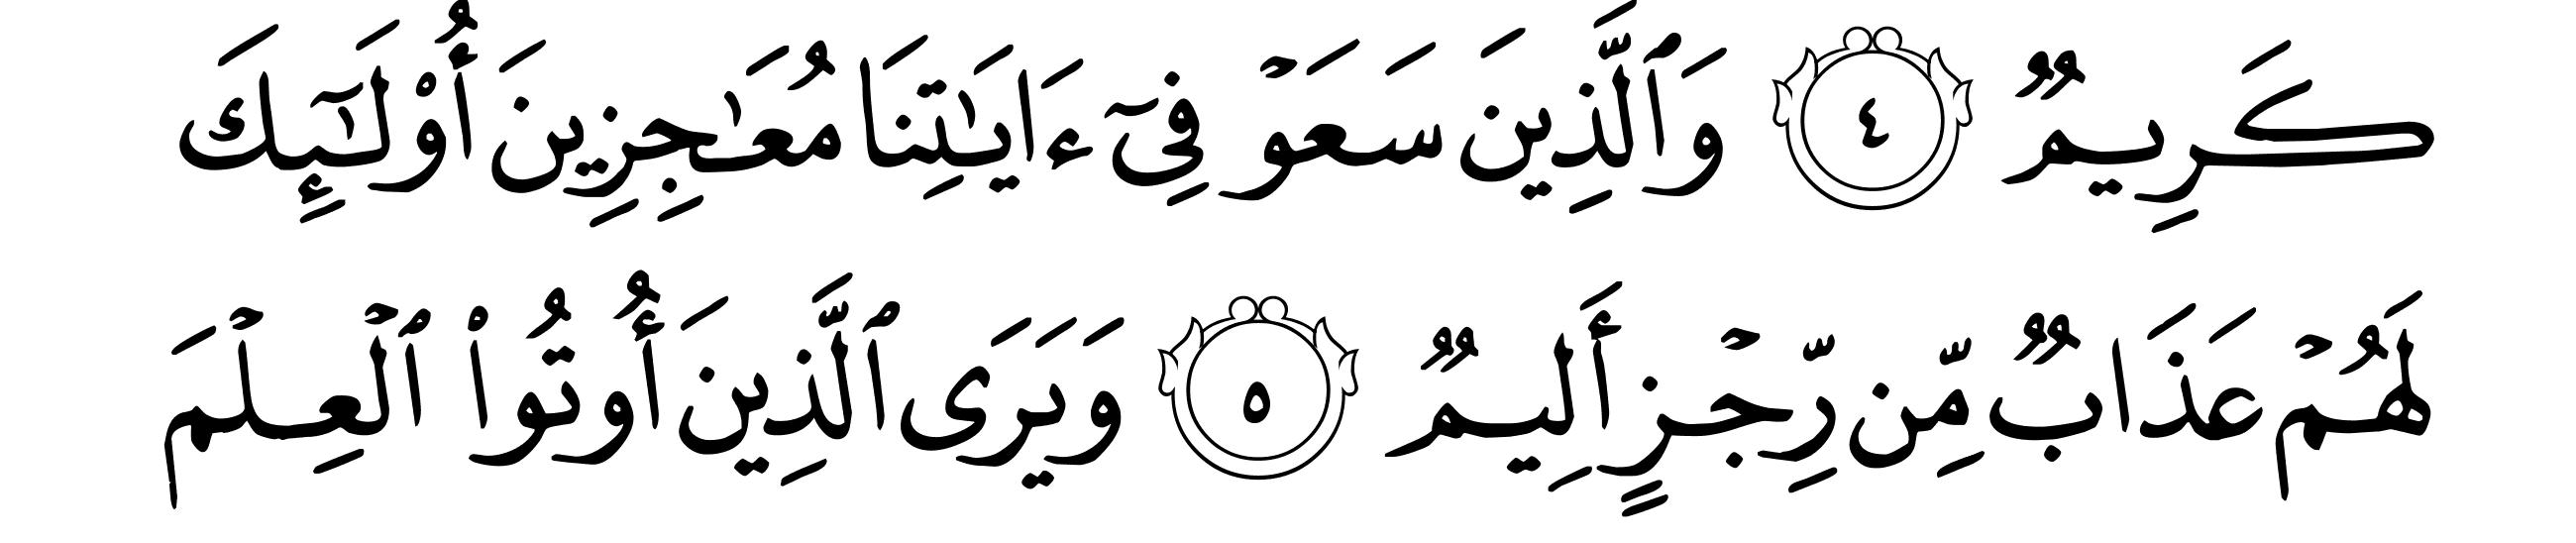 كَرِيمٌ ٤ وَٱلَّذِينَ سَعَوۡ فِىٓ ءَايَـٰتِنَا مُعَـٰجِزِينَ أُوْلَـٰٓئِكَ
لَهُمۡ عَذَابٌ مِّن رِّجۡزٍ أَلِيمٌ ٥ وَيَرَى ٱلَّذِينَ أُوتُواْ ٱلۡعِلۡمَ